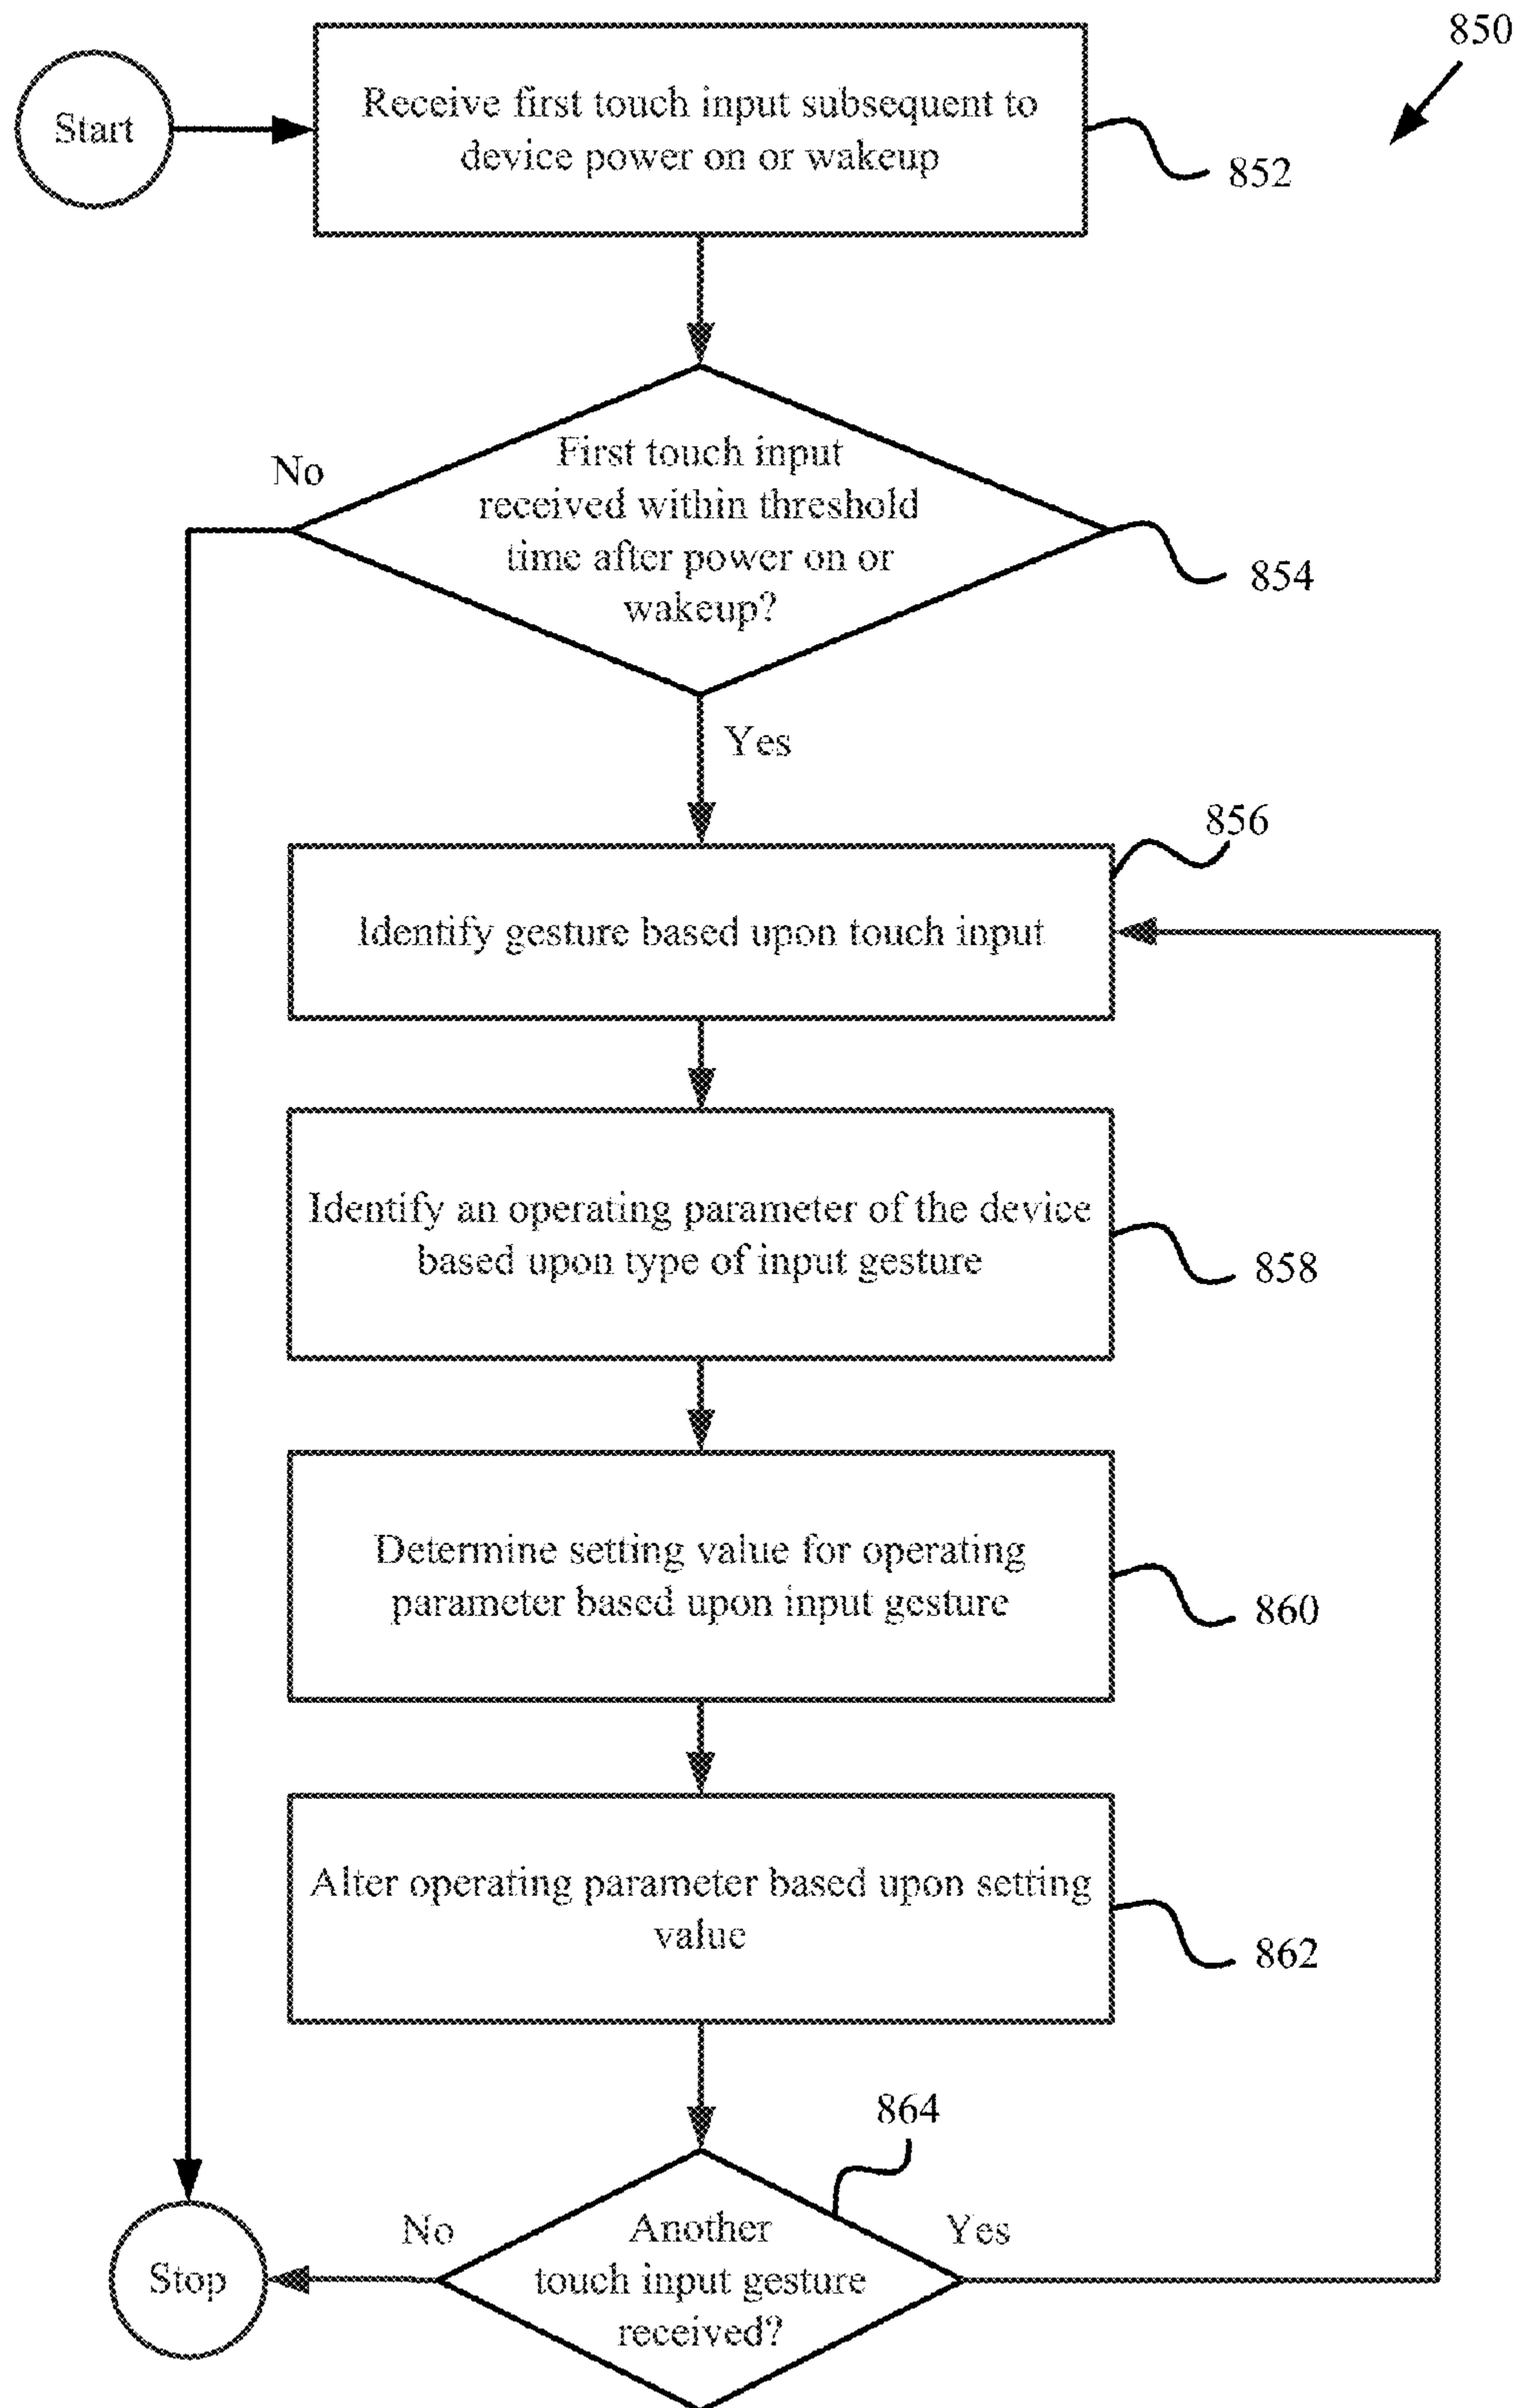 850
Start
Receive first touch input subsequent to
device power on or wakeup
852
First touch input
received within threshold
time after power on or
wakeup?
No
854
Yes
856
Identify gesture based upon touch input
Identify an operating parameter of the device
based upon type of input gesture
858
Determine setting value for operating
parameter based upon input gesture
860
Alter operating parameter based upon setting
value
862
864
Another
touch input gesture
received?
No
Yes
Stop